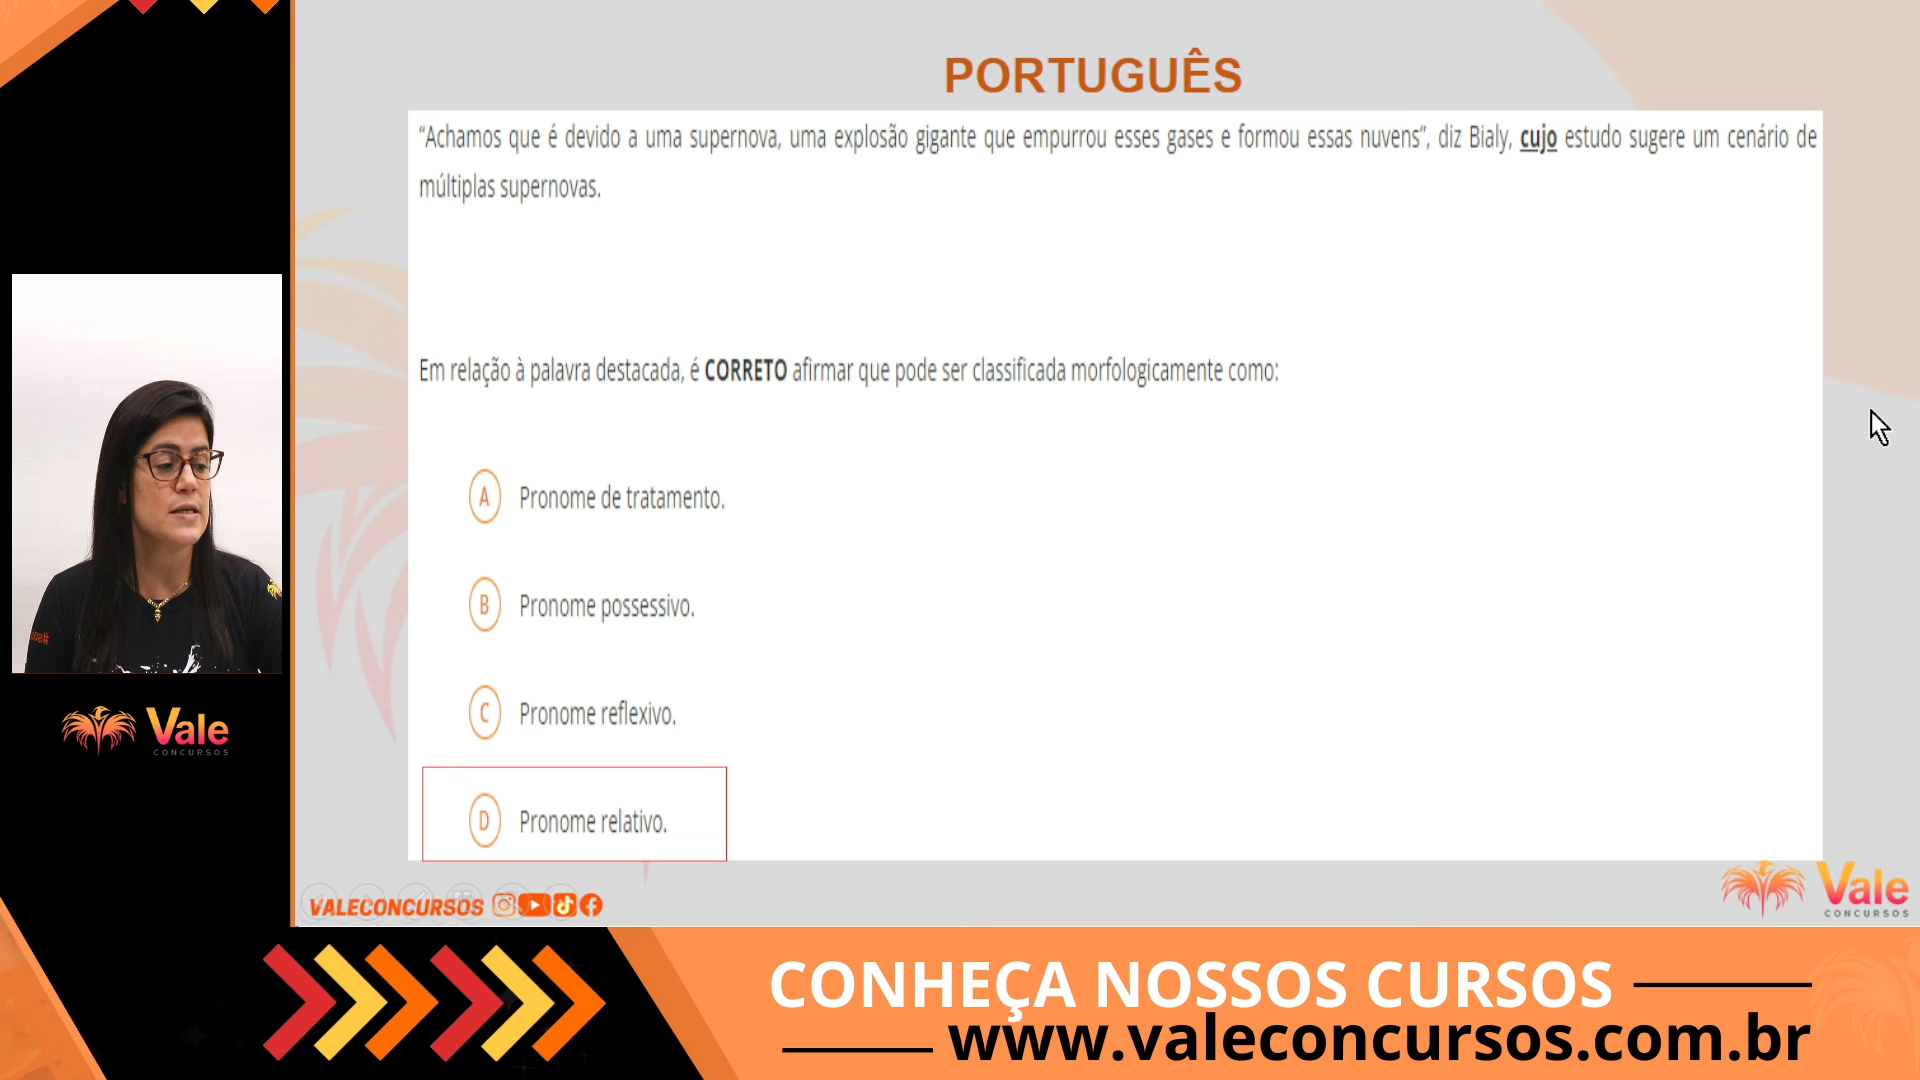 PORTUGUÊS
“Achamos que é devido a uma supernova, uma explosão gigante que empurrou esses gases e formou essas nuvens”, diz Bialy, cujo estudo sugere um cenário de
múltiplas supernovas.
Em relação à palavra destacada, é CORRETO afirmar que pode ser classificada morfologicamente como:
A Pronome de tratamento.
B Pronome possessivo.
C Pronome reflexivo.
D Pronome relativo.
Vale
CONCURSOS
VALECONCURSOS
Vale
CONCURSOS
CONHEÇA NOSSOS CURSOS
www.valeconcursos.com.br